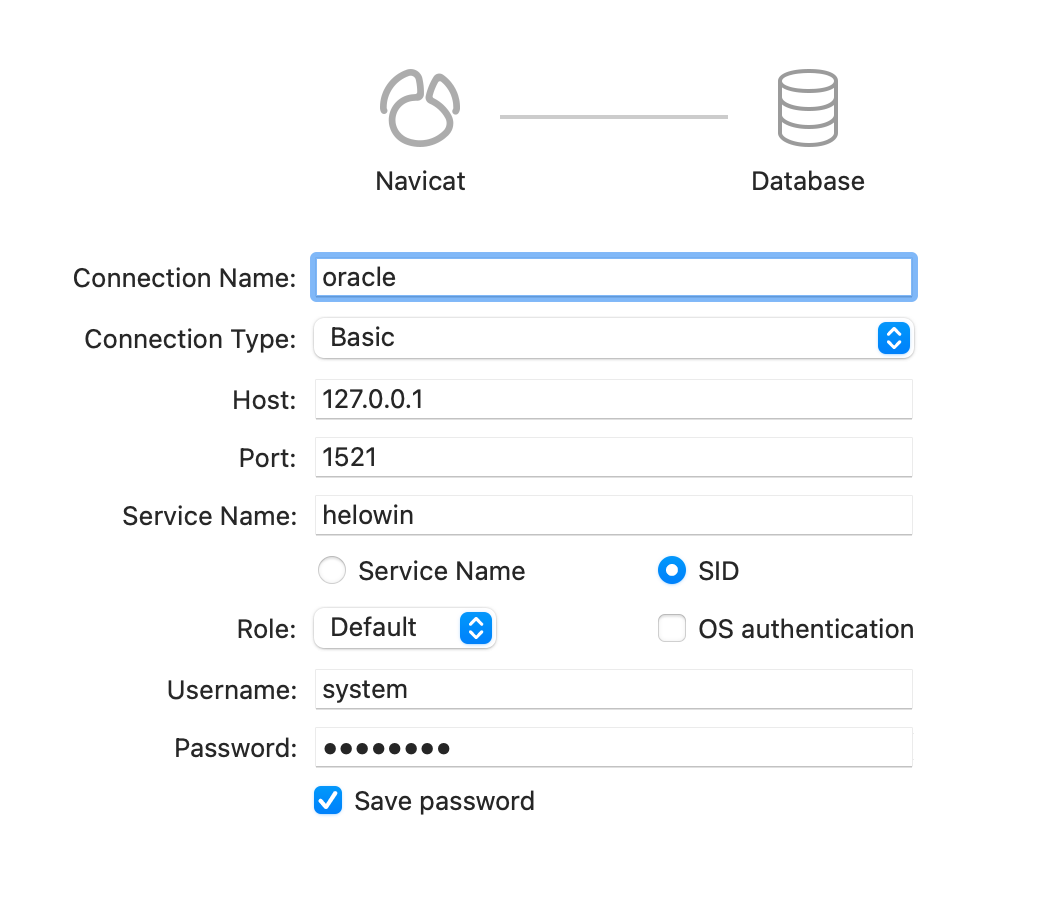 Navicat
Database
Connection Name: oracle
Connection Type: Basic
Host: 127.0.0.1
Port: 1521
Service Name: helowin
Service Name SID
Role: Default OS authentication
Username: system
Password: ••••••••
Save password